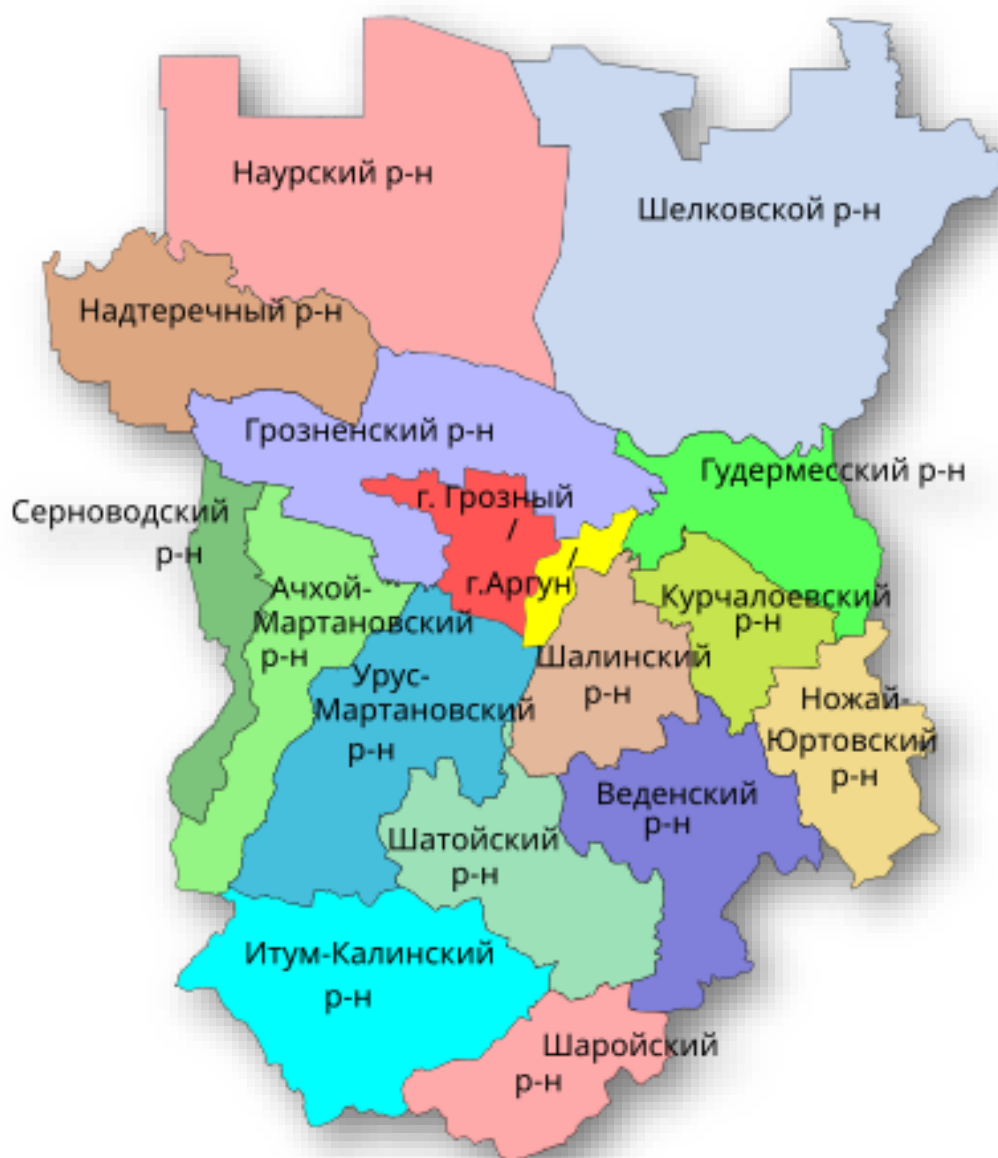 Наурский р-н
Шелковской р-н
Надтеречный р-н
Грозненский р-н
Гудермесский р-н
г. Грозный
/
Серноводский
р-н
/
г.Аргун
Ачхой-
Мартановский
р-н
Курчалоевский
р-н
Шалинский
р-н
Урус-
Мартановский
р-н
Ножай-
Юртовский
р-н
Веденский
р-н
Шатойский
р-н
Итум-Калинский
р-н
Шаройский
р-н